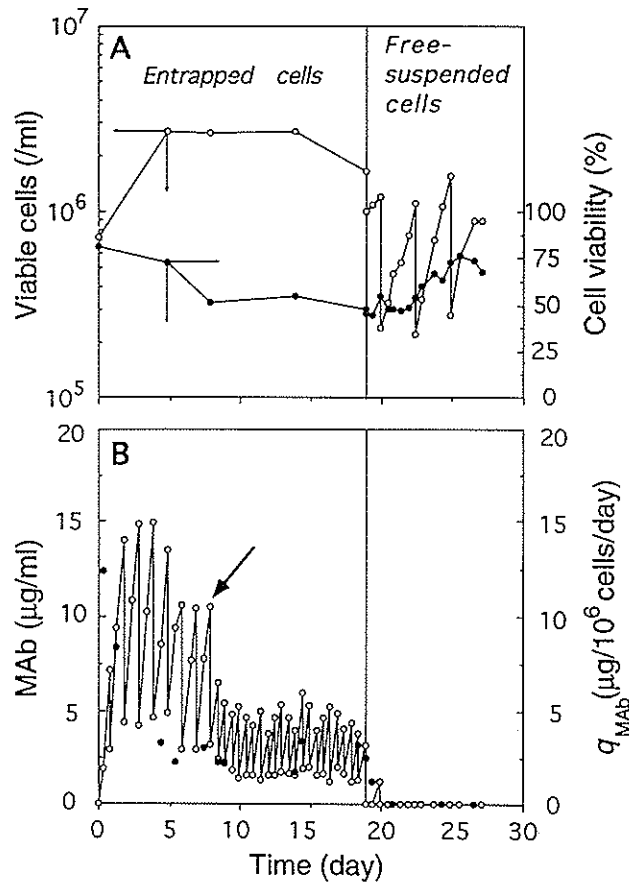 A
Entrapped cells
Free-
suspended
cells
Viable cells (/ml)
10⁷
10⁶
10⁵
Cell viability (%)
100
75
50
25
0
B
MAb (µg/ml)
20
15
10
5
0
q_MAb (µg/10⁶ cells/day)
20
15
10
5
0
0 5 10 15 20 25 30
Time (day)